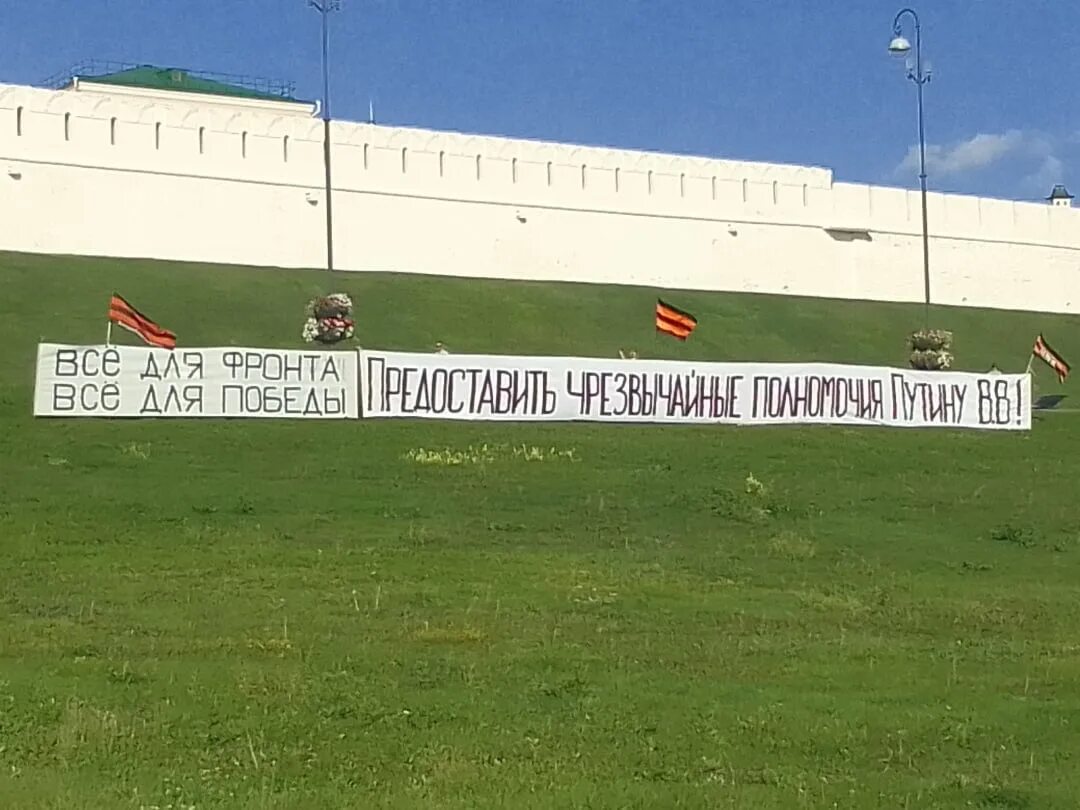 ВСЁ ДЛЯ ФРОНТА!
ВСЁ ДЛЯ ПОБЕДЫ!
ПРЕДОСТАВИТЬ ЧРЕЗВЫЧАЙНЫЕ ПОЛНОМОЧИЯ ПУТИНУ В.В!